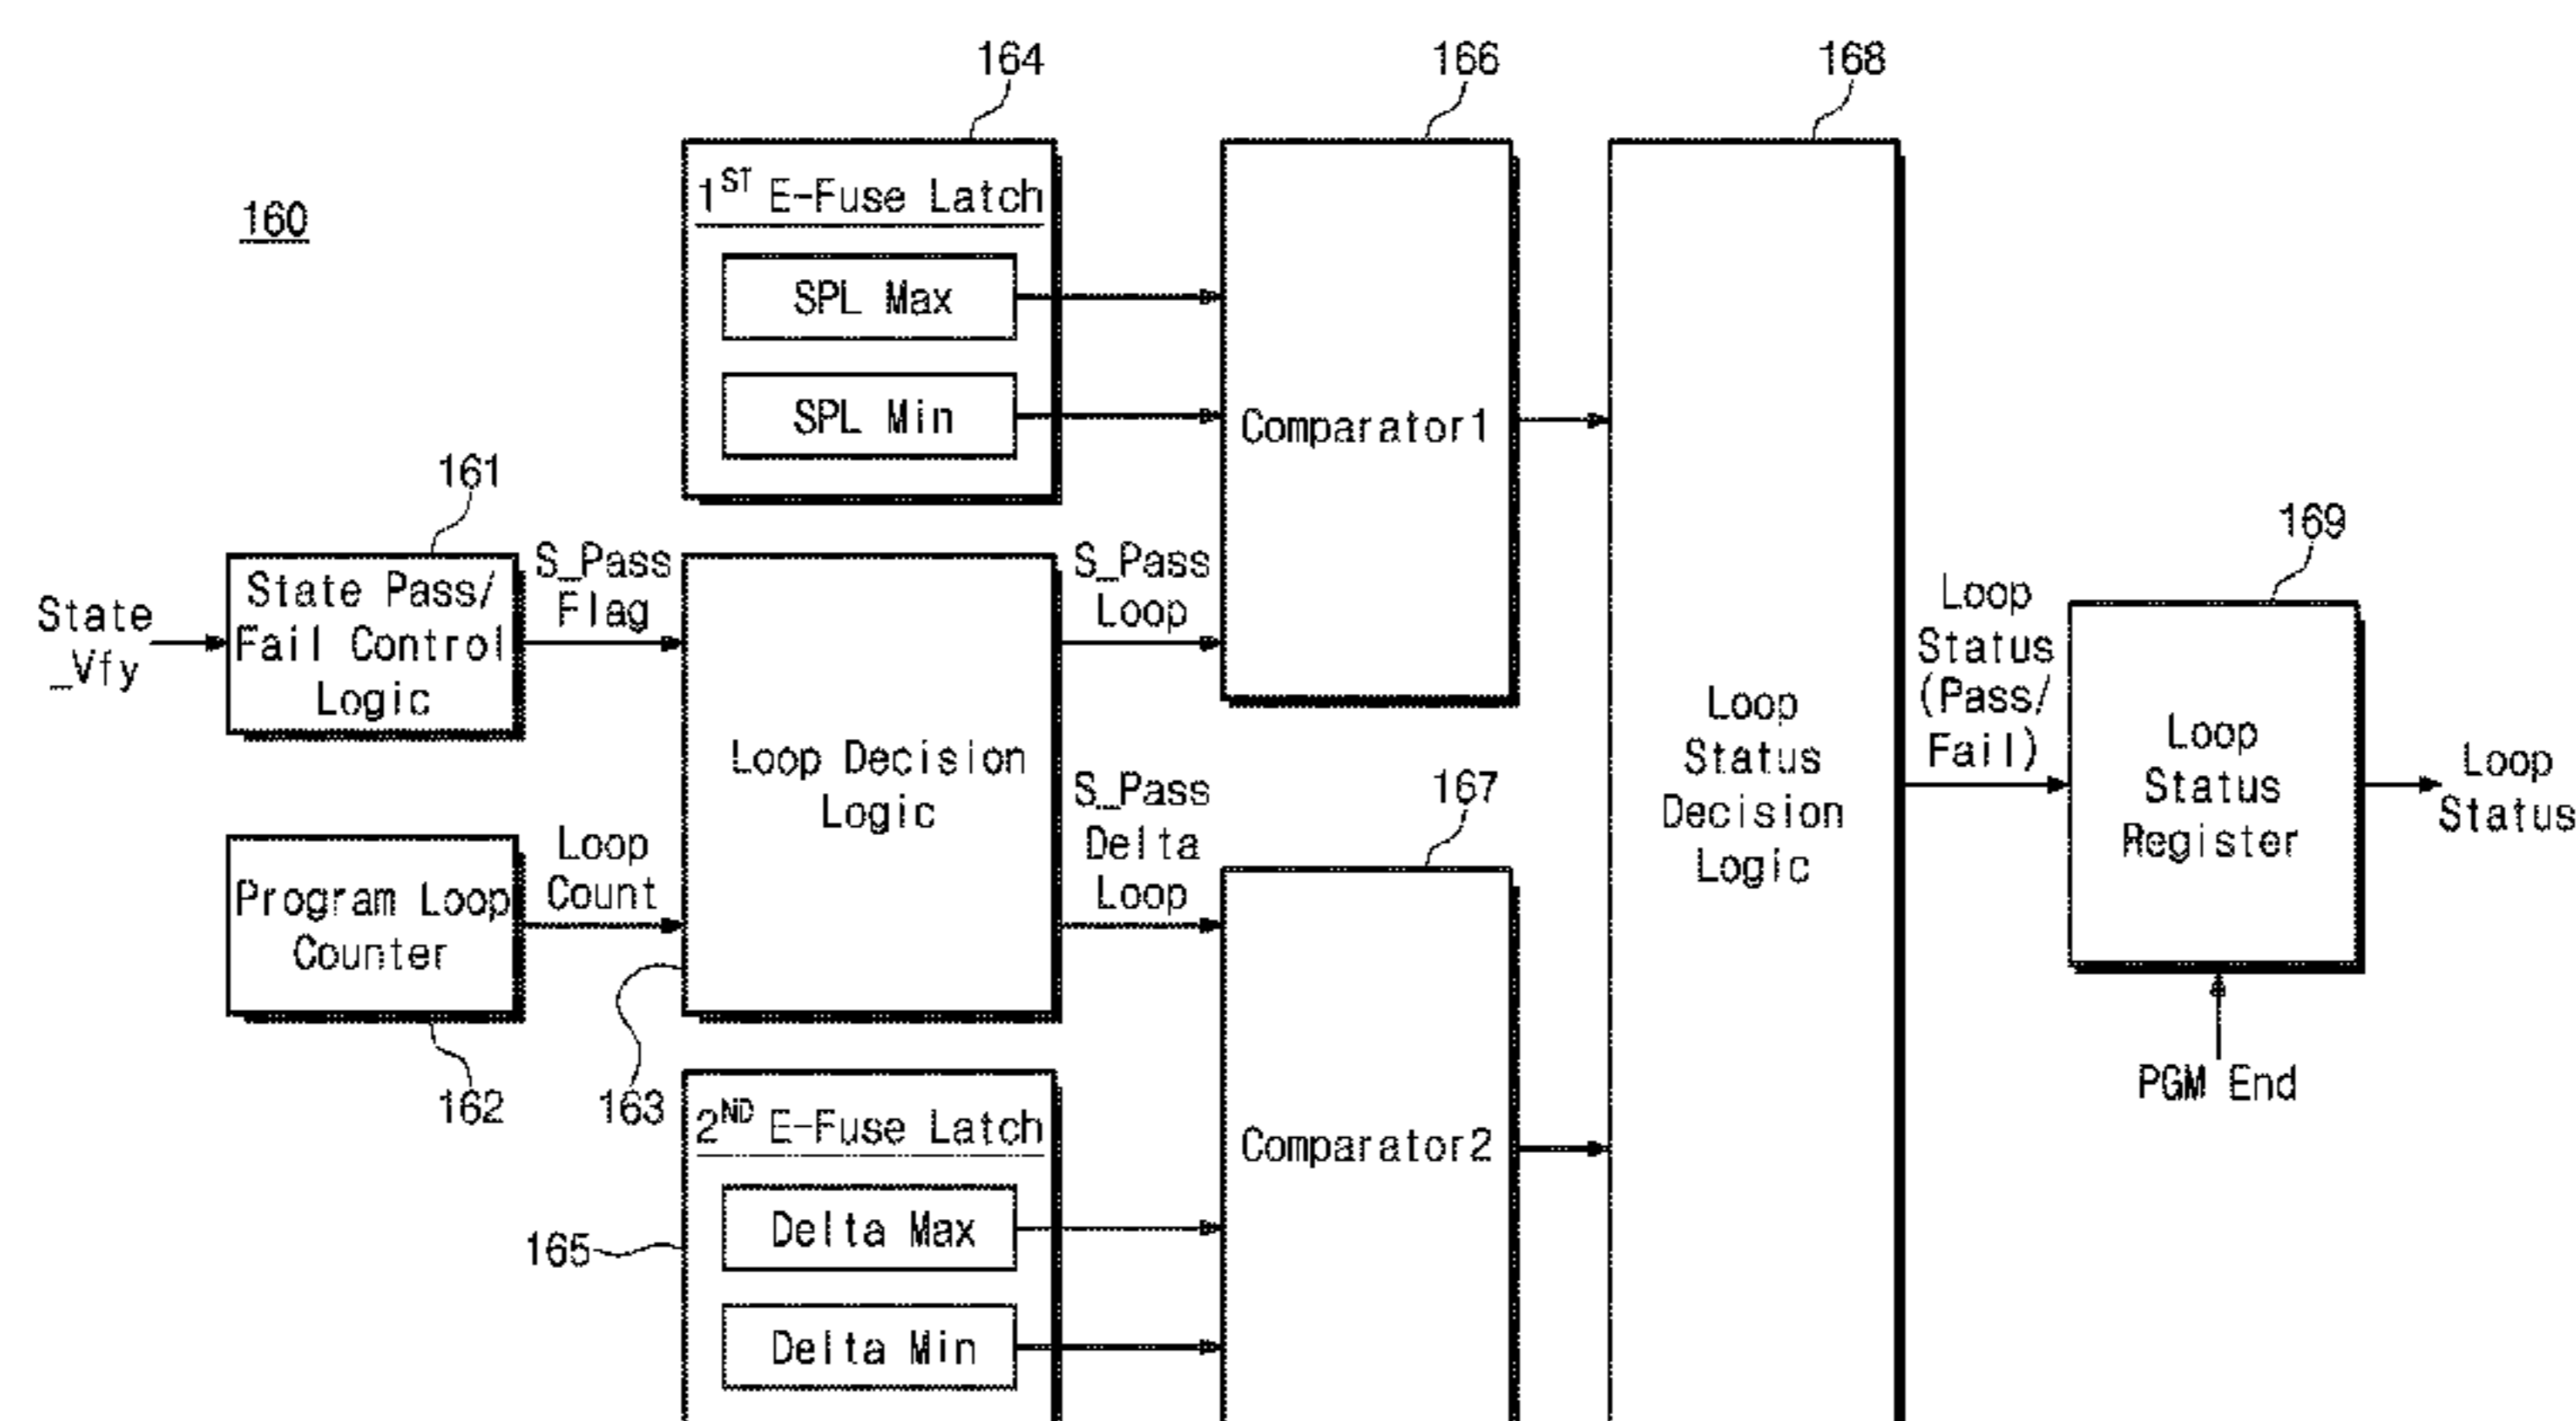 160
164
166
168
1ST E-Fuse Latch
SPL Max
SPL Min
Comparator1
161
State
_Vfy
State Pass/
Fail Control
Logic
S_Pass
Flag
Loop Decision
Logic
S_Pass
Loop
Program Loop
Counter
162
Loop
Count
163
S_Pass
Delta
Loop
167
Comparator2
2ND E-Fuse Latch
Delta Max
Delta Min
165
Loop
Status
Decision
Logic
Loop
Status
(Pass/
Fail)
169
Loop
Status
Register
Loop
Status
PGM End